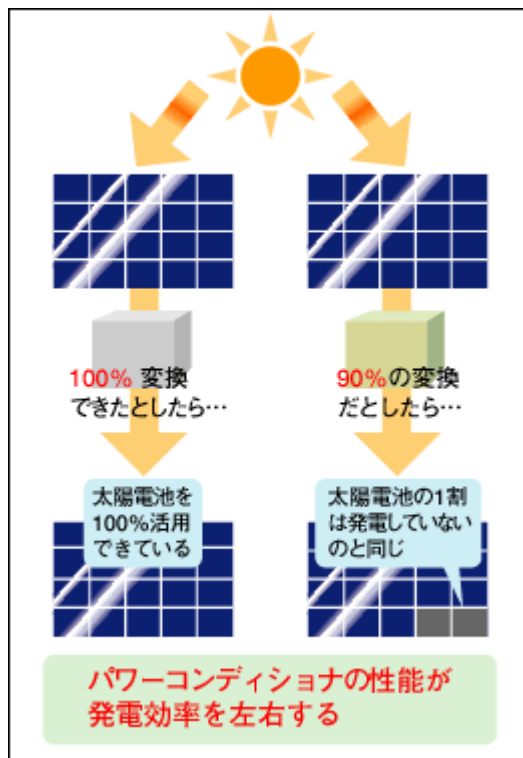 100% 変換
できたとしたら…
90%の変換
だとしたら…
太陽電池を
100%活用
できている
太陽電池の1割
は発電していない
のと同じ
パワーコンディショナの性能が
発電効率を左右する